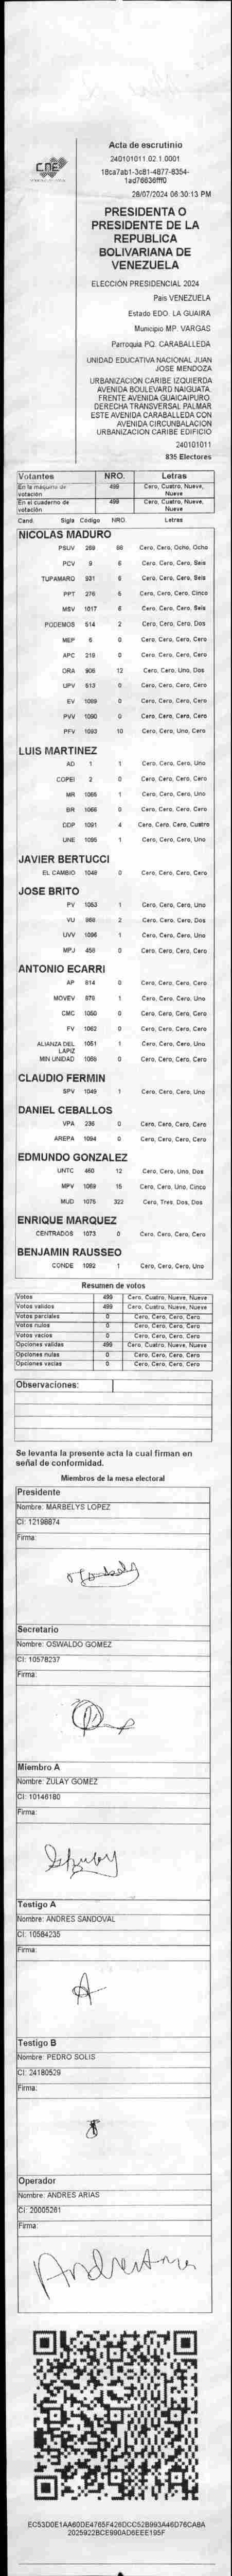 CNE
Acta de escrutinio
240101011.02.1.0001
18ca7ab1-3c81-4877-8354-
1ad76636fff0
28/07/2024 06:30:13 PM
PRESIDENTA O
PRESIDENTE DE LA
REPUBLICA
BOLIVARIANA DE
VENEZUELA
ELECCIÓN PRESIDENCIAL 2024
País VENEZUELA
Estado EDO. LA GUAIRA
Municipio MP. VARGAS
Parroquia PQ. CARABALLEDA
UNIDAD EDUCATIVA NACIONAL JUAN
JOSE MENDOZA
URBANIZACIÓN CARIBE IZQUIERDA
AVENIDA BOULEVARD NAIGUATA.
FRENTE AVENIDA GUAICAIPURO.
DERECHA TRANSVERSAL PALMAR
ESTE AVENIDA CARABALLEDA CON
AVENIDA CIRCUNBALACION
URBANIZACIÓN CARIBE EDIFICIO
240101011
835 Electores
Votantes NRO. Letras
En la maquina de votación 499 Cero, Cuatro, Nueve, Nueve
En el cuaderno de votación 499 Cero, Cuatro, Nueve, Nueve
Cand. Sigla Código NRO. Letras
NICOLAS MADURO
PSUV 269 88 Cero, Cero, Ocho, Ocho
PCV 9 6 Cero, Cero, Cero, Seis
TUPAMARO 931 6 Cero, Cero, Cero, Seis
PPT 276 5 Cero, Cero, Cero, Cinco
MSV 1017 6 Cero, Cero, Cero, Seis
PODEMOS 514 2 Cero, Cero, Cero, Dos
MEP 6 0 Cero, Cero, Cero, Cero
APC 219 0 Cero, Cero, Cero, Cero
ORA 906 12 Cero, Cero, Uno, Dos
UPV 613 0 Cero, Cero, Cero, Cero
EV 1089 0 Cero, Cero, Cero, Cero
PVV 1090 0 Cero, Cero, Cero, Cero
PFV 1093 10 Cero, Cero, Uno, Cero
LUIS MARTINEZ
AD 1 1 Cero, Cero, Cero, Uno
COPEI 2 0 Cero, Cero, Cero, Cero
MR 1065 1 Cero, Cero, Cero, Uno
BR 1066 0 Cero, Cero, Cero, Cero
DDP 1091 4 Cero, Cero, Cero, Cuatro
UNE 1095 1 Cero, Cero, Cero, Uno
JAVIER BERTUCCI
EL CAMBIO 1048 0 Cero, Cero, Cero, Cero
JOSE BRITO
PV 1053 1 Cero, Cero, Cero, Uno
VU 968 2 Cero, Cero, Cero, Dos
UVV 1096 1 Cero, Cero, Cero, Uno
MPJ 458 0 Cero, Cero, Cero, Cero
ANTONIO ECARRI
AP 814 0 Cero, Cero, Cero, Cero
MOVEV 978 1 Cero, Cero, Cero, Uno
CMC 1050 0 Cero, Cero, Cero, Cero
FV 1062 0 Cero, Cero, Cero, Cero
ALIANZA DEL LAPIZ 1051 1 Cero, Cero, Cero, Uno
MIN UNIDAD 1088 0 Cero, Cero, Cero, Cero
CLAUDIO FERMIN
SPV 1049 1 Cero, Cero, Cero, Uno
DANIEL CEBALLOS
VPA 236 0 Cero, Cero, Cero, Cero
AREPA 1094 0 Cero, Cero, Cero, Cero
EDMUNDO GONZALEZ
UNTC 460 12 Cero, Cero, Uno, Dos
MPV 1069 15 Cero, Cero, Uno, Cinco
MUD 1075 322 Cero, Tres, Dos, Dos
ENRIQUE MARQUEZ
CENTRADOS 1073 0 Cero, Cero, Cero, Cero
BENJAMIN RAUSSEO
CONDE 1092 1 Cero, Cero, Cero, Uno
Resumen de votos
Votos 499 Cero, Cuatro, Nueve, Nueve
Votos validos 499 Cero, Cuatro, Nueve, Nueve
Votos parciales 0 Cero, Cero, Cero, Cero
Votos nulos 0 Cero, Cero, Cero, Cero
Votos vacios 0 Cero, Cero, Cero, Cero
Opciones validas 499 Cero, Cuatro, Nueve, Nueve
Opciones nulas 0 Cero, Cero, Cero, Cero
Opciones vacias 0 Cero, Cero, Cero, Cero
Observaciones:
Se levanta la presente acta la cual firman en
señal de conformidad.
Miembros de la mesa electoral
Presidente
Nombre: MARBELYS LOPEZ
CI: 12198874
Firma:
Secretario
Nombre: OSWALDO GOMEZ
CI: 10578237
Firma:
Miembro A
Nombre: ZULAY GOMEZ
CI: 10146180
Firma:
Testigo A
Nombre: ANDRES SANDOVAL
CI: 10584235
Firma:
Testigo B
Nombre: PEDRO SOLIS
CI: 24180529
Firma:
Operador
Nombre: ANDRES ARIAS
CI: 20005261
Firma:
EC53D0E1AA60DE4765F426DCC52B993A46D76CA8A
2025922BCE990AD6EEE195F